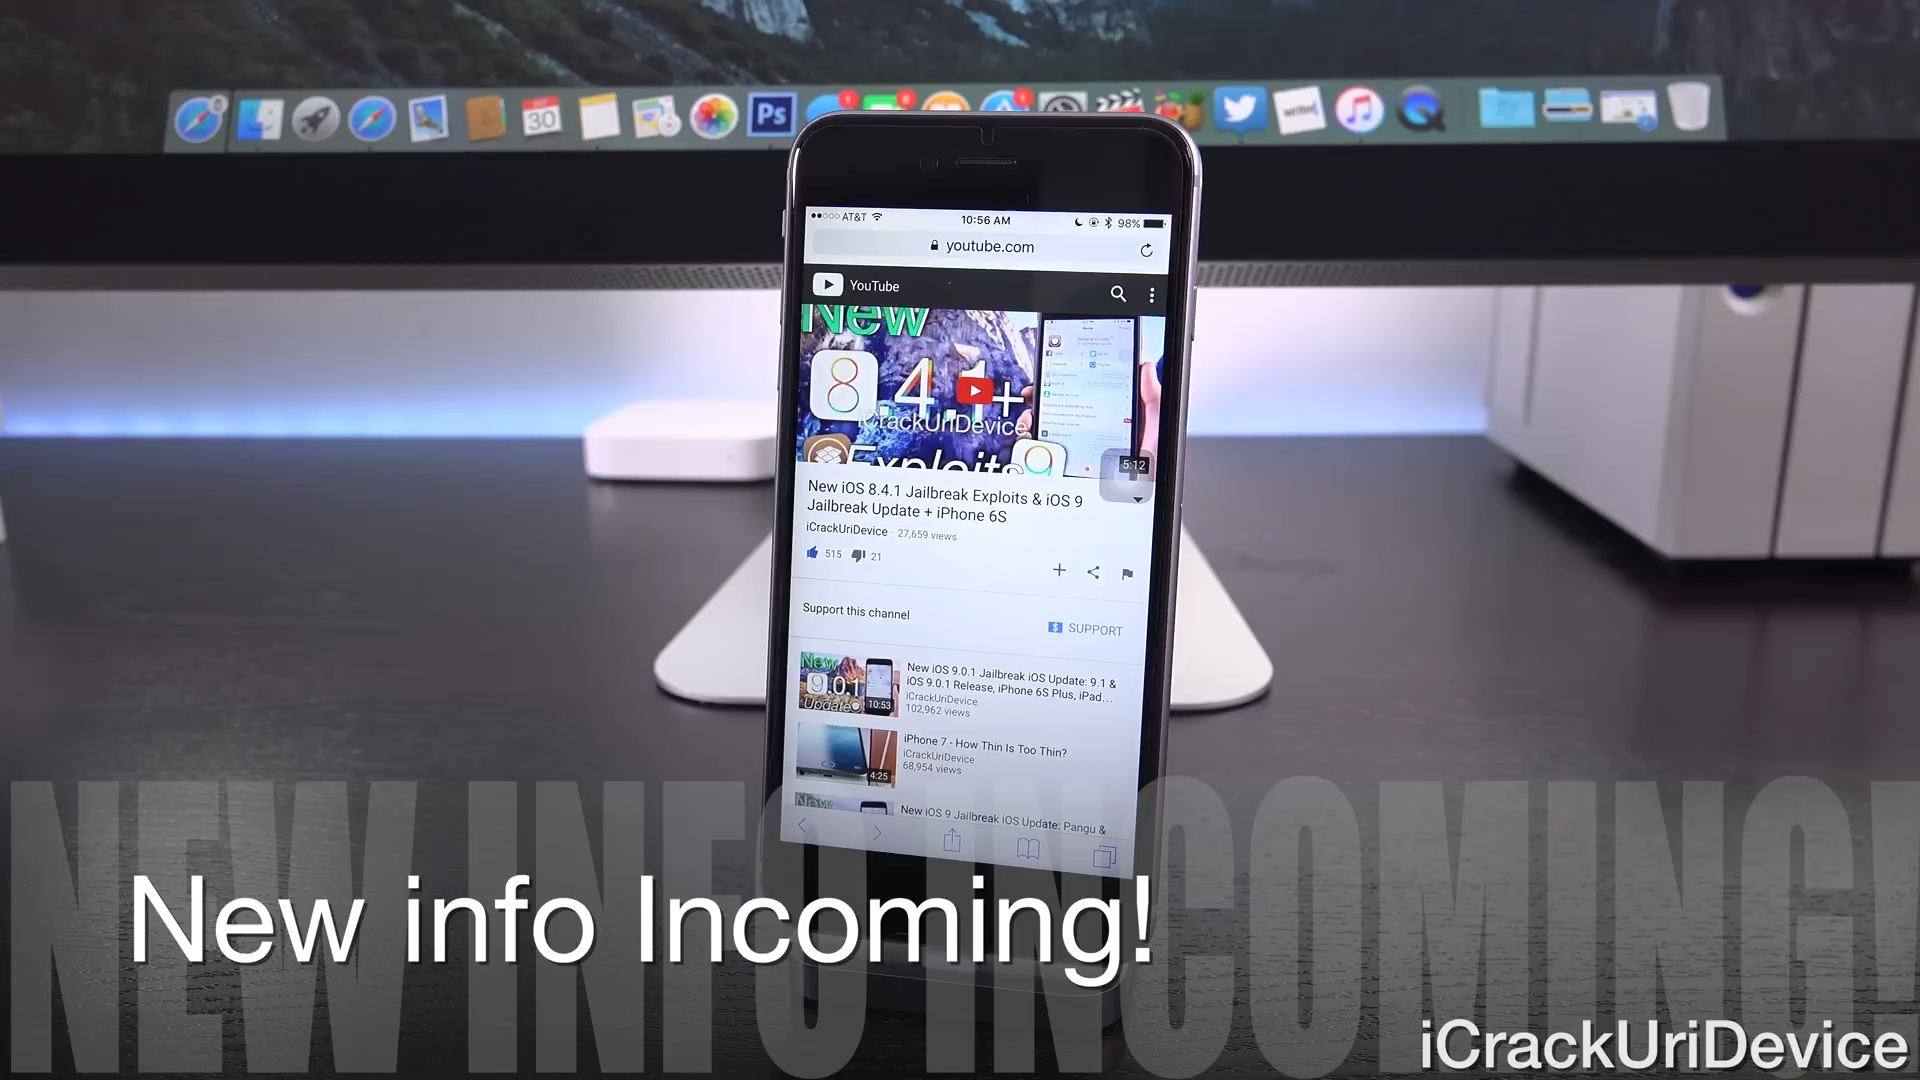 30
Ps
1
8
1
write!
AT&T
10:56 AM
98%
youtube.com
YouTube
New
8.4.1+
iCrackUriDevice
Exploits
5:12
New iOS 8.4.1 Jailbreak Exploits & iOS 9
Jailbreak Update + iPhone 6S
iCrackUriDevice · 27,659 views
515 21
Support this channel
$ SUPPORT
New
9.0.1
Update
10:53
New iOS 9.0.1 Jailbreak iOS Update: 9.1 &
iOS 9.0.1 Release, iPhone 6S Plus, iPad...
iCrackUriDevice
102,962 views
4:25
iPhone 7 - How Thin Is Too Thin?
iCrackUriDevice
68,954 views
New
New iOS 9 Jailbreak iOS Update: Pangu &
NEW INFO INCOMING!
New info Incoming!
iCrackUriDevice